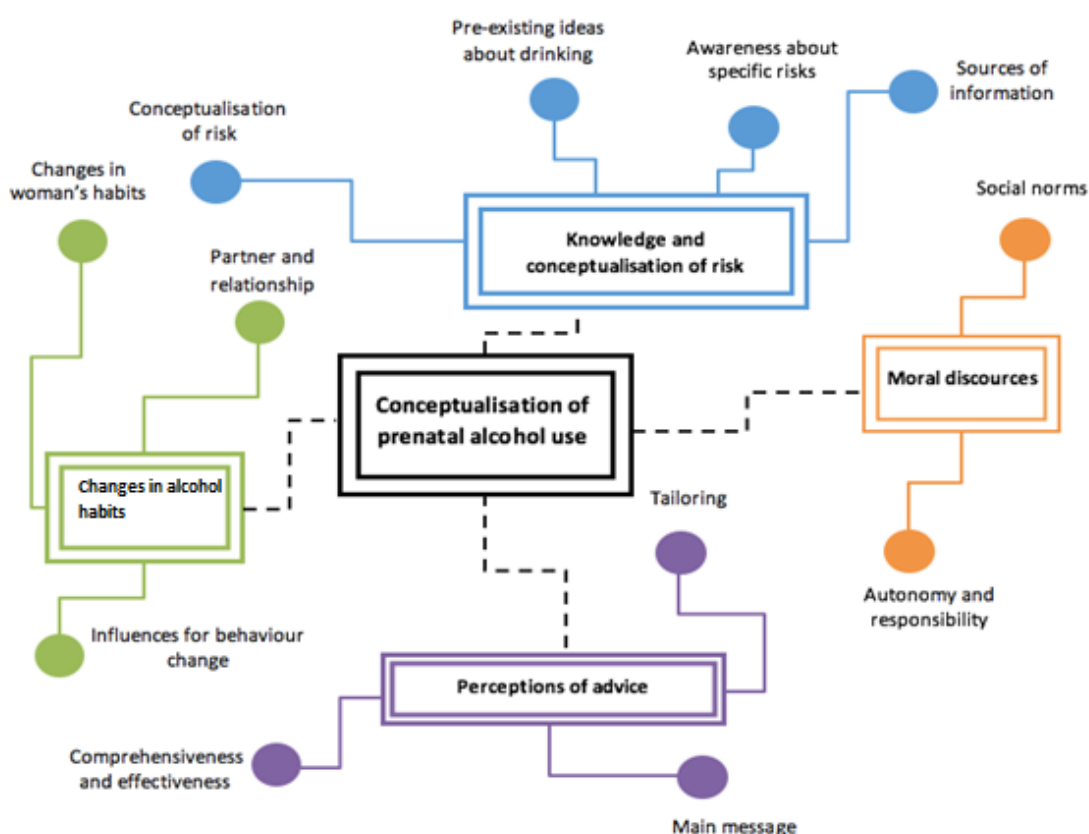 Pre-existing ideas
about drinking
Awareness about
specific risks
Sources of
information
Conceptualisation
of risk
Changes in
woman's habits
Social norms
Partner and
relationship
Knowledge and
conceptualisation of risk
Moral discources
Conceptualisation of
prenatal alcohol use
Changes in alcohol
habits
Tailoring
Autonomy and
responsibility
Influences for behaviour
change
Perceptions of advice
Comprehensiveness
and effectiveness
Main message